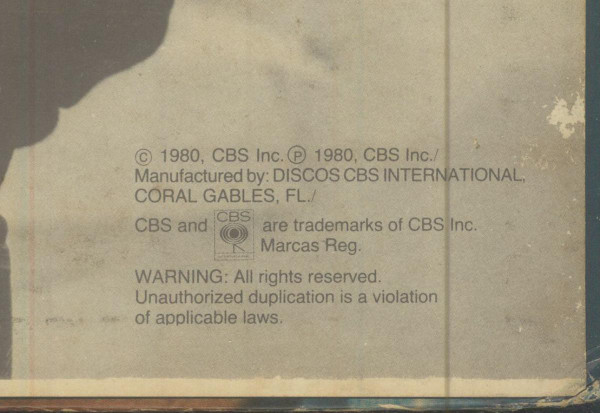 © 1980, CBS Inc. ℗ 1980, CBS Inc./
Manufactured by: DISCOS CBS INTERNATIONAL,
CORAL GABLES, FL./
CBS and CBS are trademarks of CBS Inc.
Marcas Reg.
WARNING: All rights reserved.
Unauthorized duplication is a violation
of applicable laws.